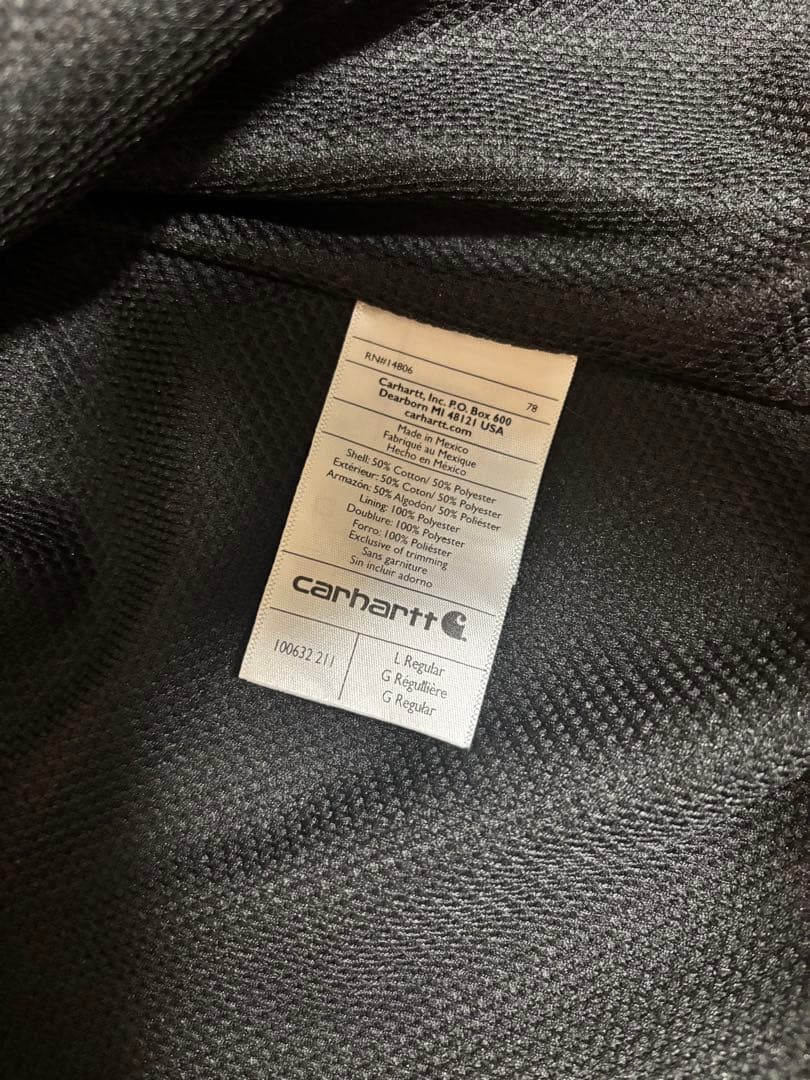 RN#14806
78
Carhartt, Inc. P.O. Box 600
Dearborn MI 48121 USA
carhartt.com
Made in Mexico
Fabriqué au Mexique
Hecho en México
Shell: 50% Cotton/ 50% Polyester
Extérieur: 50% Coton/ 50% Polyester
Armazón: 50% Algodón/ 50% Poliéster
Lining: 100% Polyester
Doublure: 100% Polyester
Forro: 100% Poliéster
Exclusive of trimming
Sans garniture
Sin incluir adorno
carhartt
100632 211
L Regular
G Régulière
G Regular